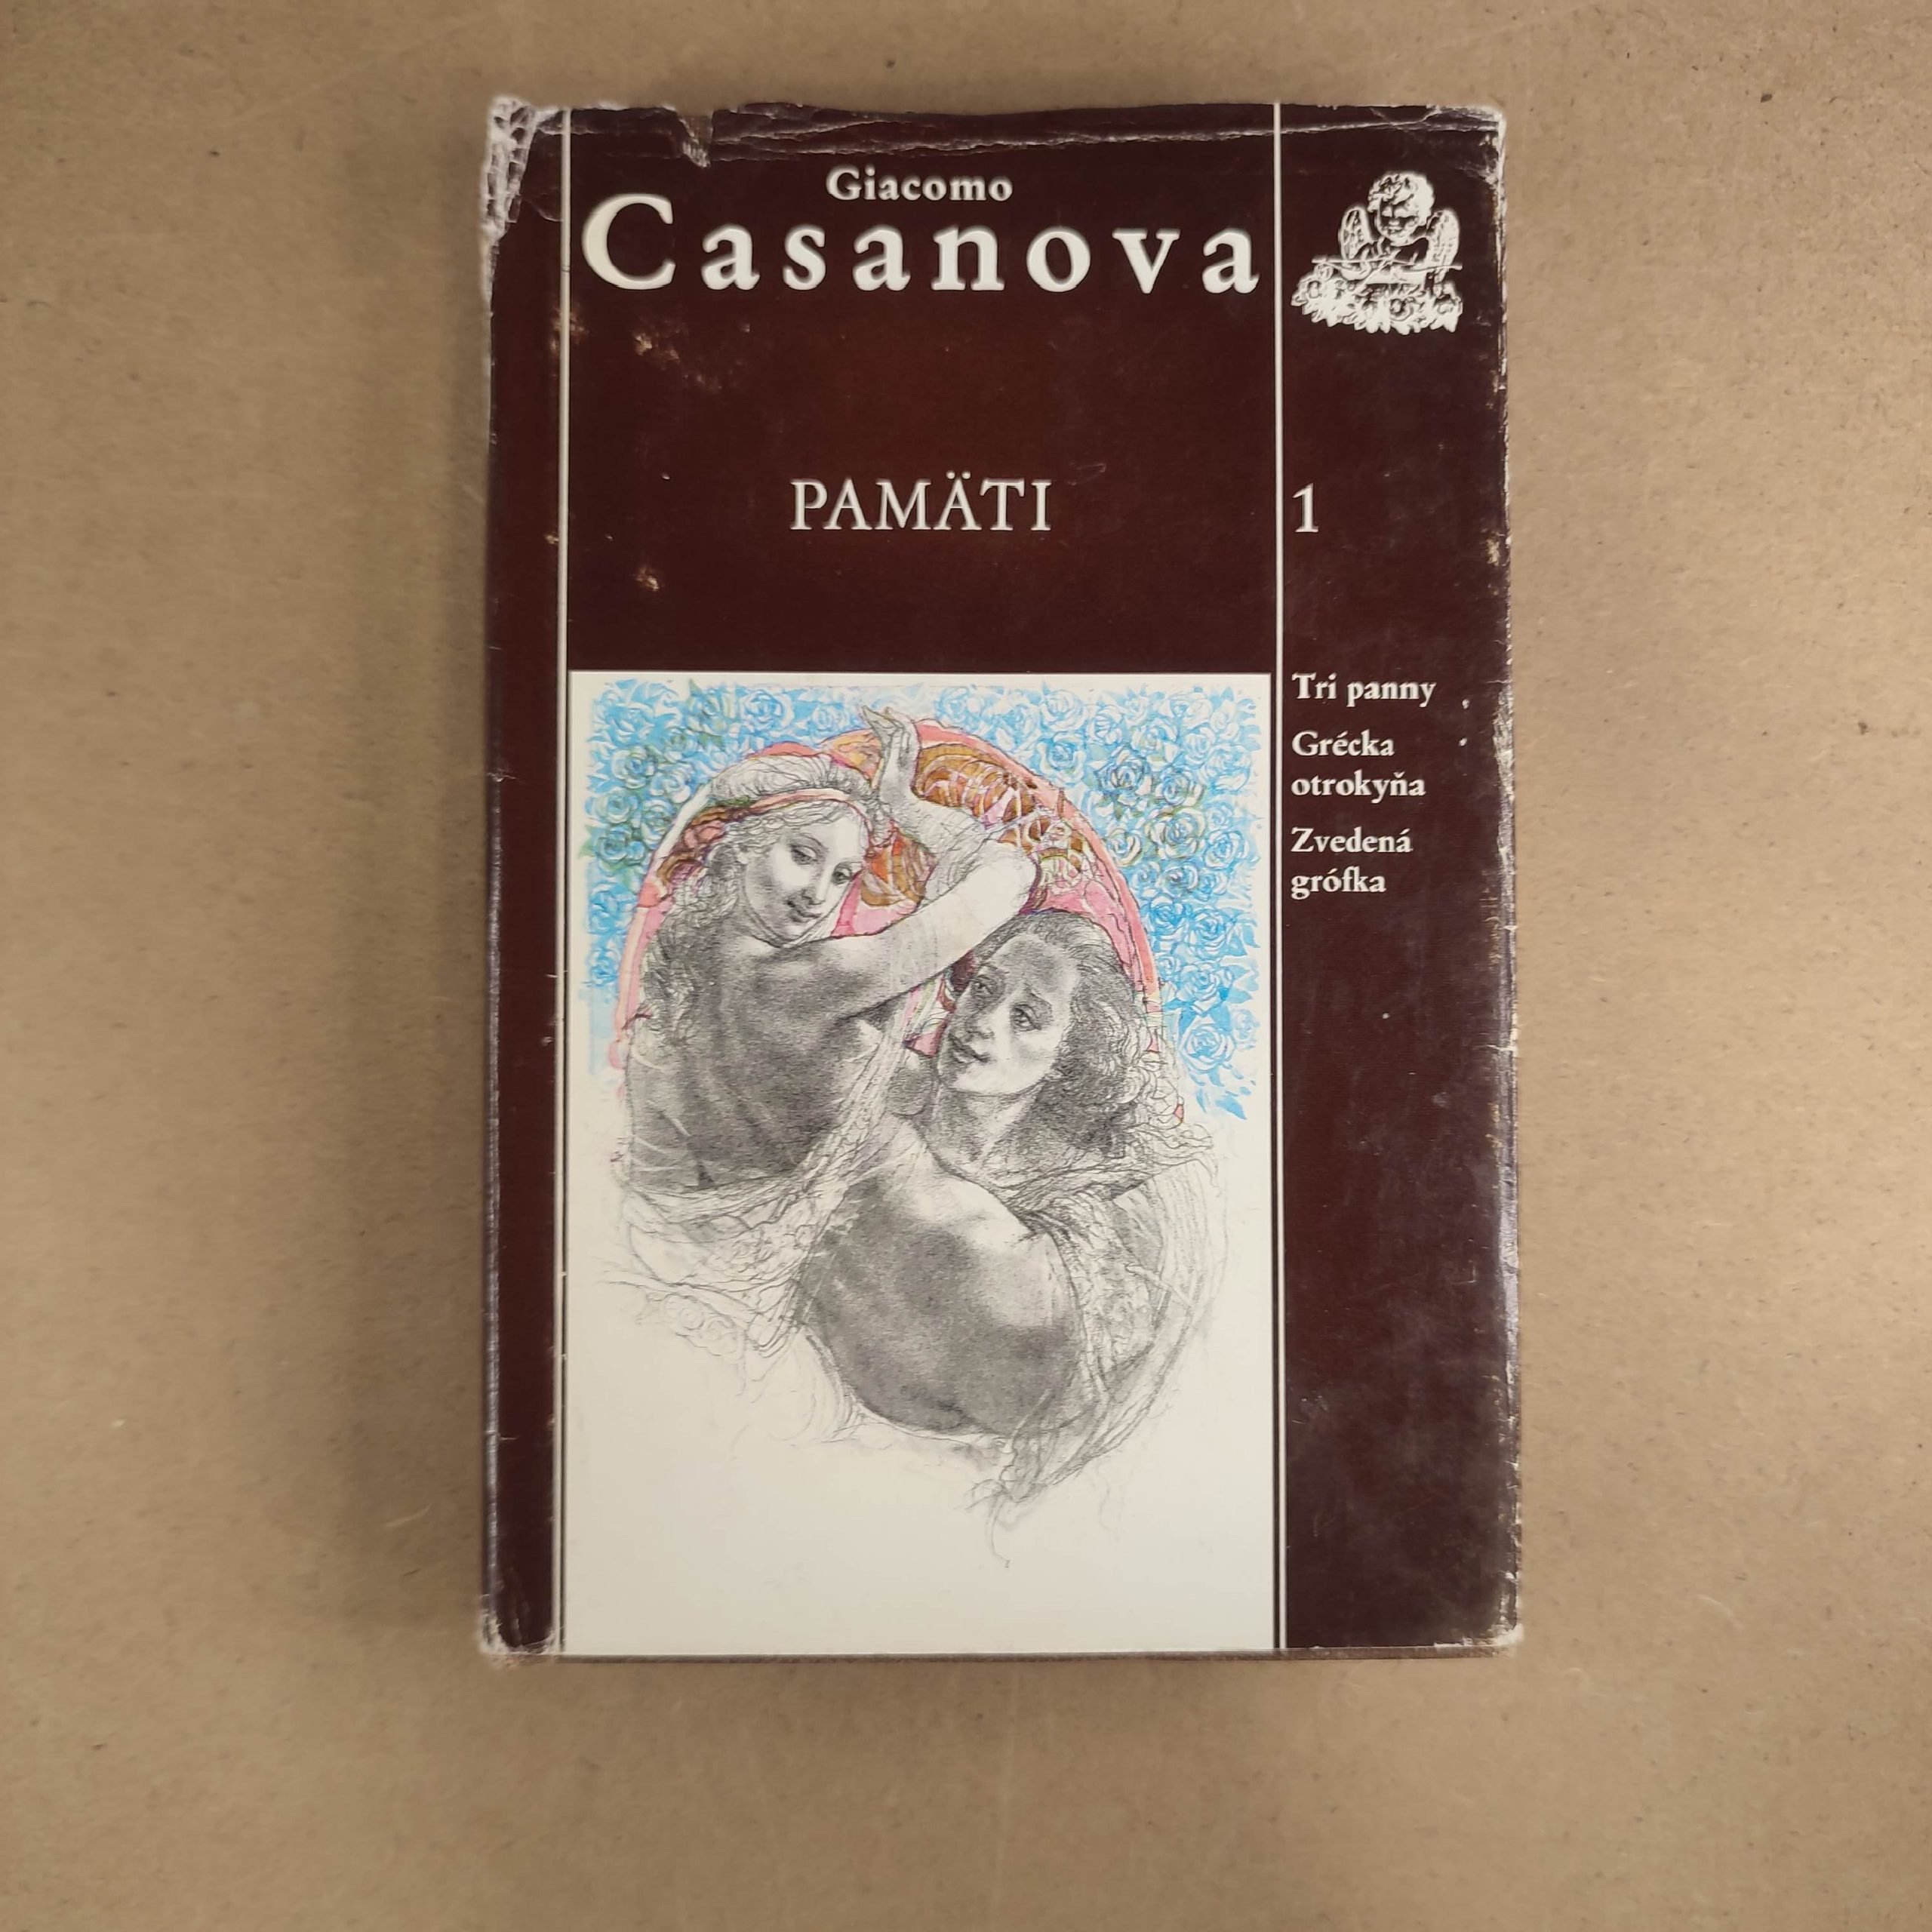 Giacomo
Casanova
PAMÄTI
1
Tri panny
Grécka
otrokyňa
Zvedená
grófka